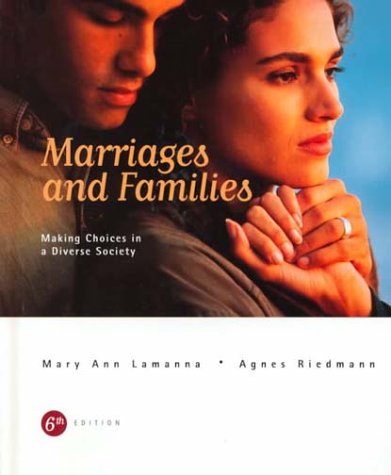 Marriages
and Families
Making Choices in
a Diverse Society
Mary Ann Lamanna • Agnes Riedmann
6th EDITION